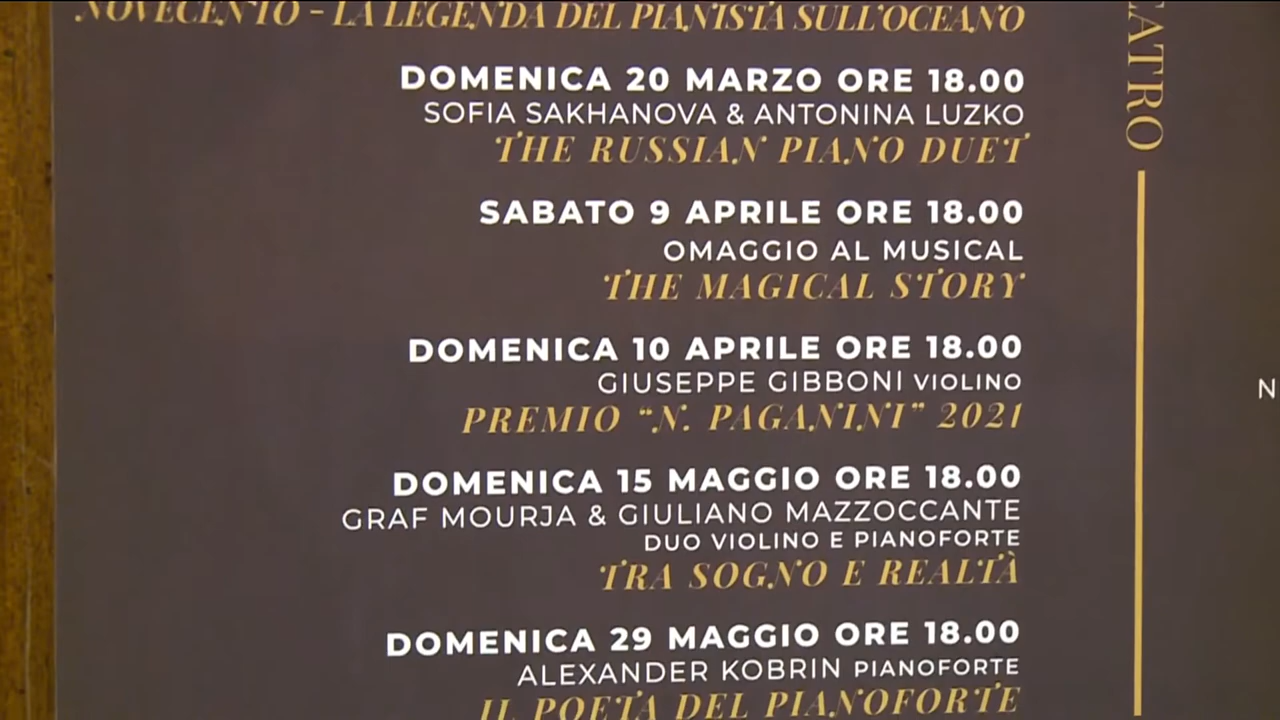 NOVECENTO - LA LEGENDA DEL PIANISTA SULL'OCEANO
DOMENICA 20 MARZO ORE 18.00
SOFIA SAKHANOVA & ANTONINA LUZKO
THE RUSSIAN PIANO DUET
SABATO 9 APRILE ORE 18.00
OMAGGIO AL MUSICAL
THE MAGICAL STORY
DOMENICA 10 APRILE ORE 18.00
GIUSEPPE GIBBONI VIOLINO
PREMIO “N. PAGANINI” 2021
DOMENICA 15 MAGGIO ORE 18.00
GRAF MOURJA & GIULIANO MAZZOCCANTE
DUO VIOLINO E PIANOFORTE
TRA SOGNO E REALTÀ
DOMENICA 29 MAGGIO ORE 18.00
ALEXANDER KOBRIN PIANOFORTE
IL POETA DEL PIANOFORTE
EATRO
N